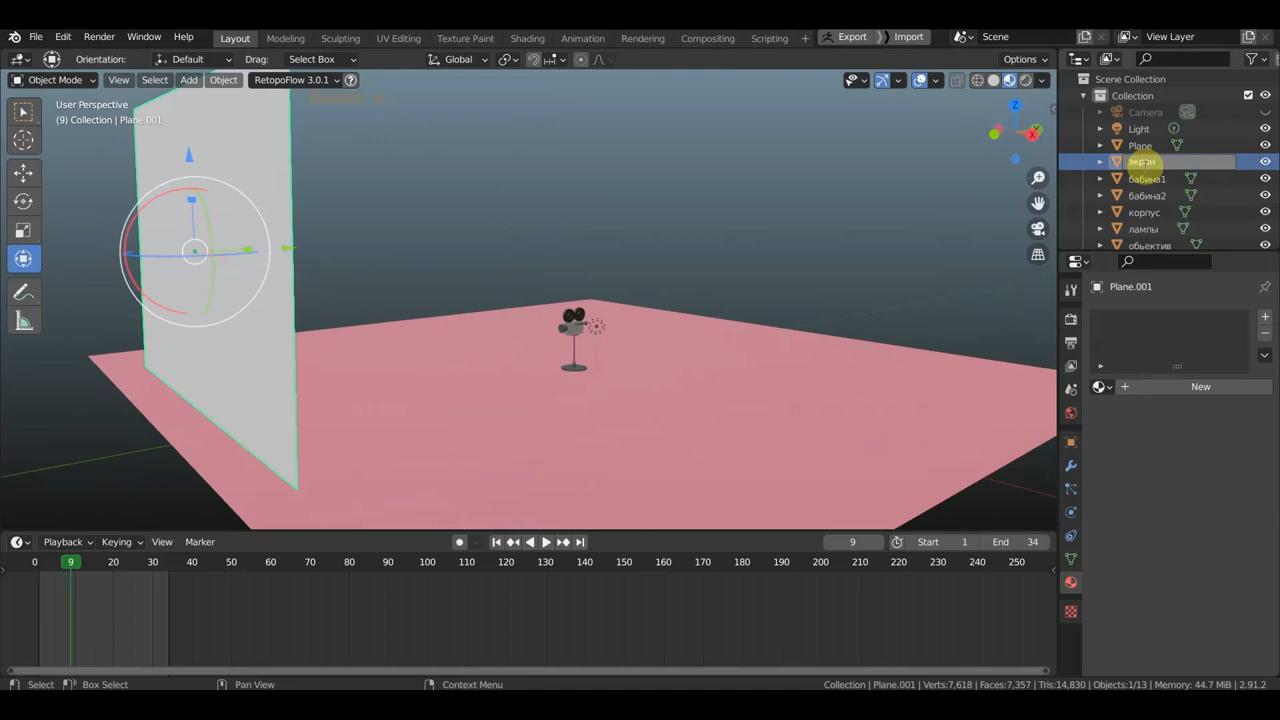 File Edit Render Window Help Layout Modeling Sculpting UV Editing Texture Paint Shading Animation Rendering Compositing Scripting + Export Import Scene View Layer
Orientation: Default Drag: Select Box Global Options
Object Mode View Select Add Object RetopoFlow 3.0.1
User Perspective
(9) Collection | Plane.001
Z
X
Scene Collection
Collection
Camera
Light
Plane
экран
бабина1
бабина2
корпус
лампы
обьектив
Plane.001
New
Playback Keying View Marker 9 Start 1 End 34
0 9 20 30 40 50 60 70 80 90 100 110 120 130 140 150 160 170 180 190 200 210 220 230 240 250
Select Box Select Pan View Context Menu Collection | Plane.001 | Verts:7,618 | Faces:7,357 | Tris:14,830 | Objects:1/13 | Memory: 44.7 MiB | 2.91.2